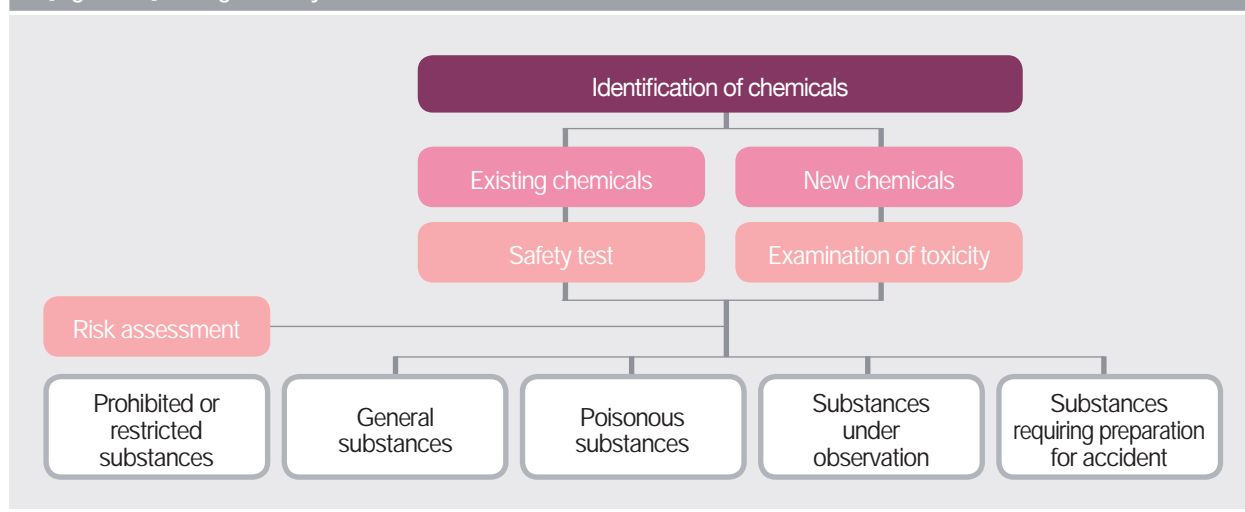 Identification of chemicals
Existing chemicals
New chemicals
Safety test
Examination of toxicity
Risk assessment
Prohibited or
restricted
substances
General
substances
Poisonous
substances
Substances
under
observation
Substances
requiring preparation
for accident